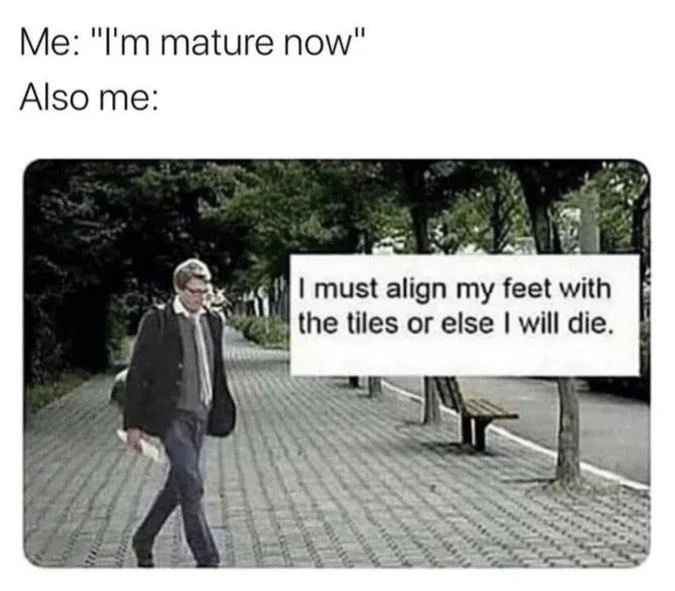 Me: "I'm mature now"
Also me:
I must align my feet with
the tiles or else I will die.